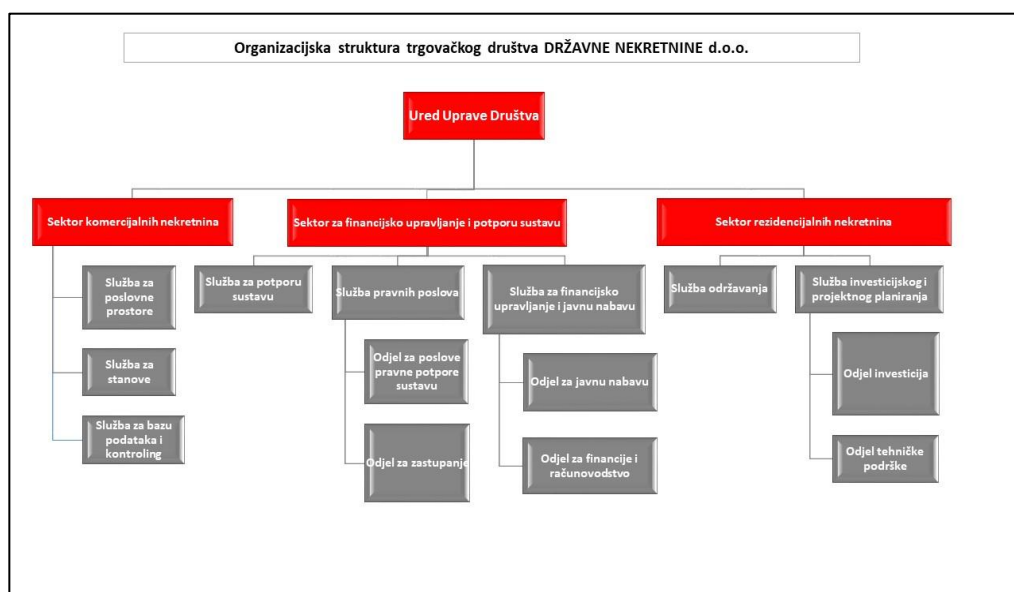 Organizacijska struktura trgovačkog društva DRŽAVNE NEKRETNINE d.o.o.
Ured Uprave Društva
Sektor komercijalnih nekretnina
Sektor za financijsko upravljanje i potporu sustavu
Sektor rezidencijalnih nekretnina
Služba za
poslovne
prostore
Služba za
stanove
Služba za bazu
podataka i
kontroling
Služba za potporu
sustavu
Služba pravnih poslova
Odjel za poslove
pravne potpore
sustavu
Odjel za zastupanje
Služba za financijsko
upravljanje i javnu nabavu
Odjel za javnu nabavu
Odjel za financije i
računovodstvo
Služba održavanja
Služba investicijskog i
projektnog planiranja
Odjel investicija
Odjel tehničke
podrške